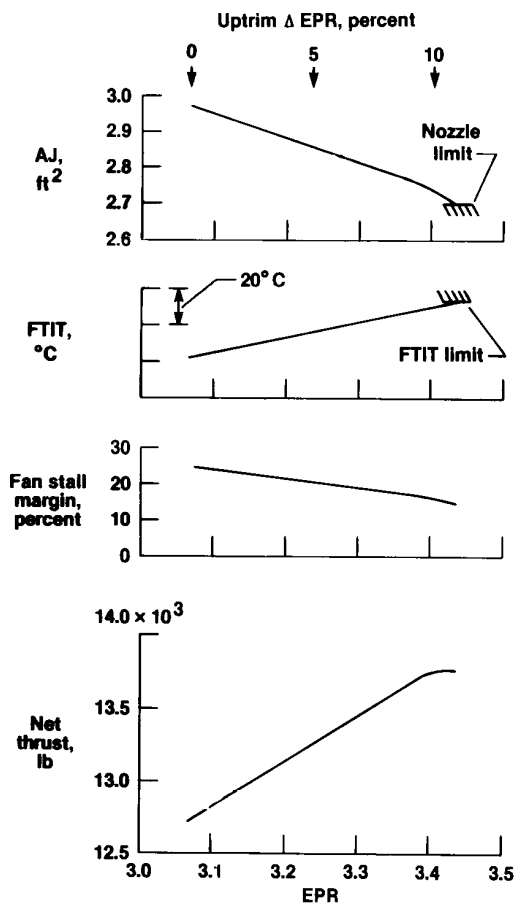 Uptrim Δ EPR, percent
0 5 10
3.0
2.9
2.8
2.7
2.6
AJ,
ft²
Nozzle
limit
20° C
FTIT,
°C
FTIT limit
30
20
10
0
Fan stall
margin,
percent
14.0 × 10³
13.5
13.0
12.5
Net
thrust,
lb
3.0 3.1 3.2 3.3 3.4 3.5
EPR